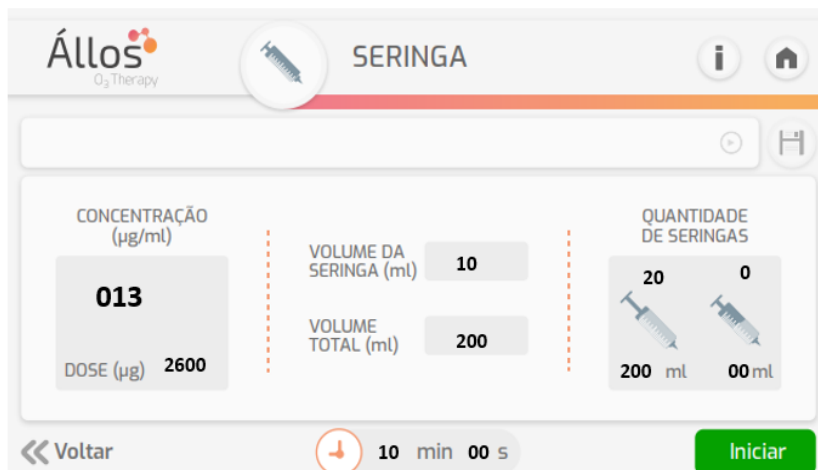 Állos
O₃ Therapy
SERINGA
i
CONCENTRAÇÃO
(µg/ml)
013
DOSE (µg) 2600
VOLUME DA
SERINGA (ml) 10
VOLUME
TOTAL (ml) 200
QUANTIDADE
DE SERINGAS
20 0
200 ml 00 ml
Voltar
10 min 00 s
Iniciar